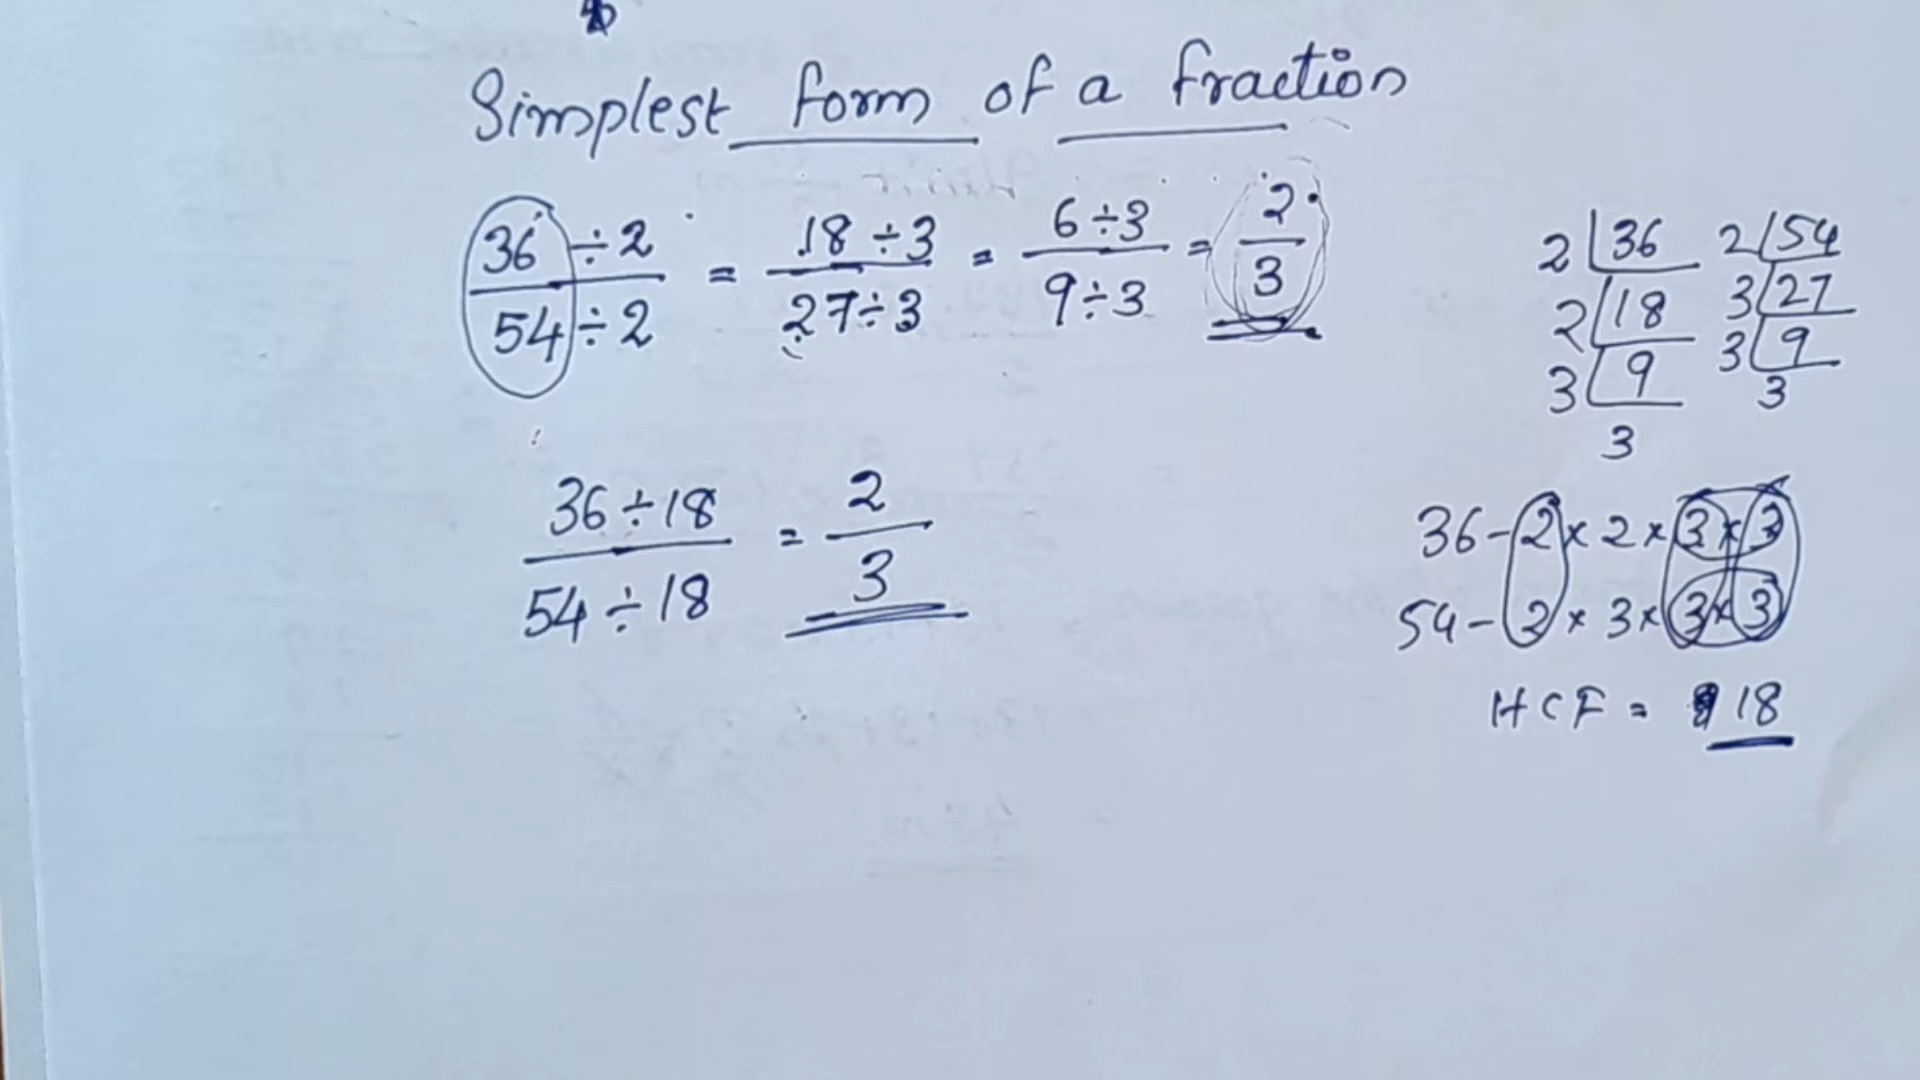 Simplest form of a fraction
36 ÷ 2 / 54 ÷ 2 = 18 ÷ 3 / 27 ÷ 3 = 6 ÷ 3 / 9 ÷ 3 = 2 / 3
36 ÷ 18 / 54 ÷ 18 = 2 / 3
2 | 36
2 | 18
3 | 9
3
2 | 54
3 | 27
3 | 9
3
36 - 2 × 2 × 3 × 3
54 - 2 × 3 × 3 × 3
HCF = 18